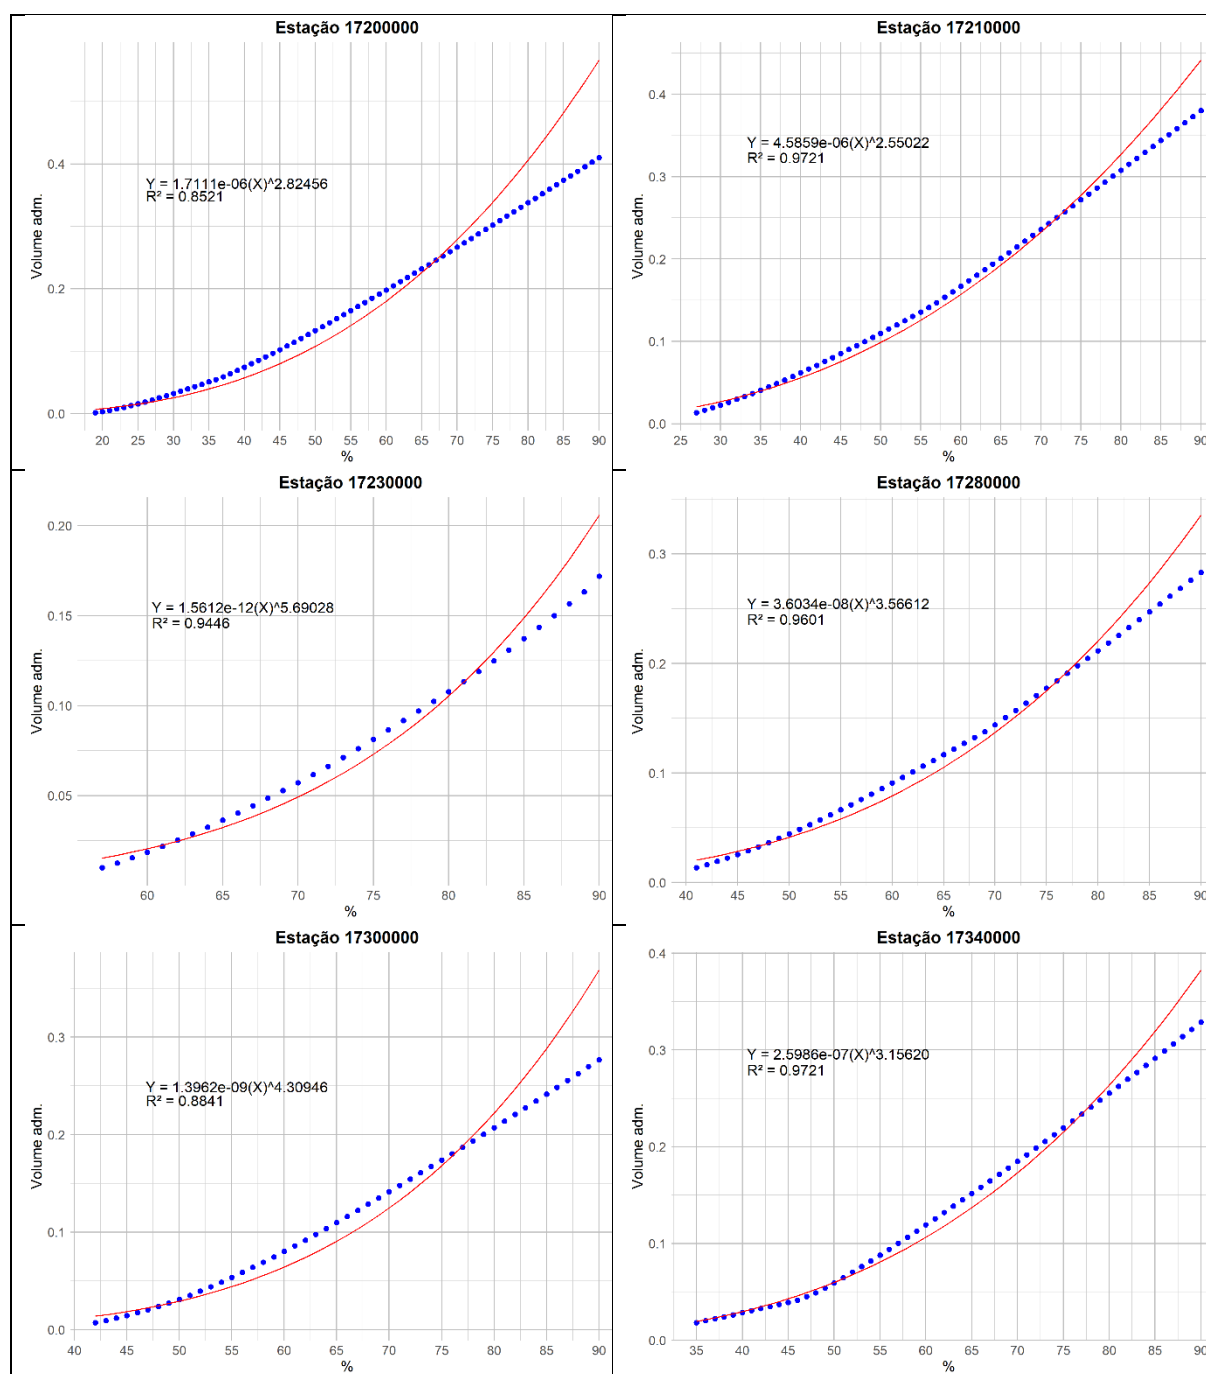 Estação 17200000
Volume adm.
0.4
0.2
0.0
Y = 1.7111e-06(X)^2.82456
R² = 0.8521
20 25 30 35 40 45 50 55 60 65 70 75 80 85 90
%
Estação 17210000
Volume adm.
0.4
0.3
0.2
0.1
0.0
Y = 4.5859e-06(X)^2.55022
R² = 0.9721
25 30 35 40 45 50 55 60 65 70 75 80 85 90
%
Estação 17230000
Volume adm.
0.20
0.15
0.10
0.05
Y = 1.5612e-12(X)^5.69028
R² = 0.9446
60 65 70 75 80 85 90
%
Estação 17280000
Volume adm.
0.3
0.2
0.1
0.0
Y = 3.6034e-08(X)^3.56612
R² = 0.9601
40 45 50 55 60 65 70 75 80 85 90
%
Estação 17300000
Volume adm.
0.3
0.2
0.1
0.0
Y = 1.3962e-09(X)^4.30946
R² = 0.8841
40 45 50 55 60 65 70 75 80 85 90
%
Estação 17340000
Volume adm.
0.4
0.3
0.2
0.1
0.0
Y = 2.5986e-07(X)^3.15620
R² = 0.9721
35 40 45 50 55 60 65 70 75 80 85 90
%